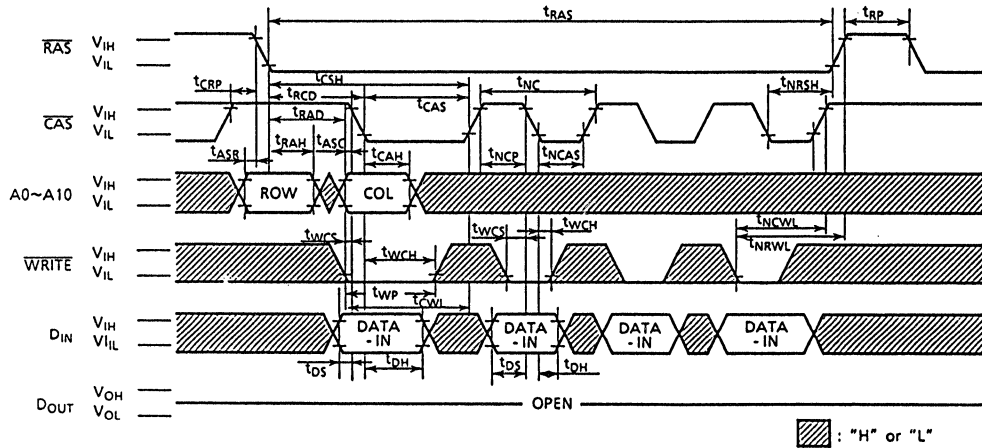 tRAS
tRP
RAS
VIH
VIL
tCRP
tCSH
tNC
tNRSH
tRCD
tCAS
tRAD
CAS
VIH
VIL
tRAH
tASC
tNCP
tNCAS
tASR
tCAH
A0~A10
VIH
VIL
ROW
COL
tNCWL
tWCS
tWCS
tWCH
tNRWL
WRITE
VIH
VIL
tWCH
tWP
tCWL
DIN
VIH
VIIL
DATA
- IN
DATA
- IN
DATA
- IN
DATA
- IN
tDS
tDH
tDS
tDH
DOUT
VOH
VOL
OPEN
: "H" or "L"